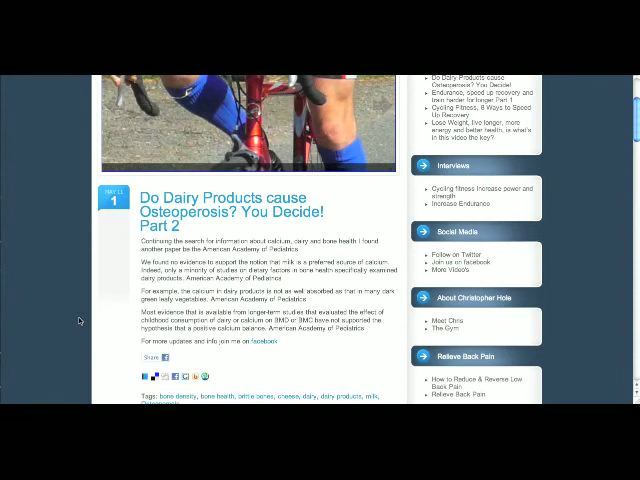 Do Dairy Products cause
Osteoperosis? You Decide!
Endurance, speed up recovery and
train harder for longer Part 1
Cycling Fitness, 8 Ways to Speed
Up Recovery
Lose Weight, live longer, more
energy and better health, is what's
in this video the key?
Interviews
Cycling fitness increase power and
strength
Increase Endurance
Social Media
Follow on Twitter
Join us on facebook
More Video's
About Christopher Hole
Meet Chris
The Gym
Relieve Back Pain
How to Reduce & Reverse Low
Back Pain
Relieve Back Pain
MAY 11
1
Do Dairy Products cause
Osteoperosis? You Decide!
Part 2
Continuing the search for information about calcium, dairy and bone health I found
another paper be the American Academy of Pediatrics
We found no evidence to support the notion that milk is a preferred source of calcium.
Indeed, only a minority of studies on dietary factors in bone health specifically examined
dairy products. American Academy of Pediatrics
For example, the calcium in dairy products is not as well absorbed as that in many dark
green leafy vegetables. American Academy of Pediatrics
Most evidence that is available from longer-term studies that evaluated the effect of
childhood consumption of dairy or calcium on BMD or BMC have not supported the
hypothesis that a positive calcium balance. American Academy of Pediatrics
For more updates and info join me on facebook
Share
Tags: bone density, bone health, brittle bones, cheese, dairy, dairy products, milk,
Osteoperosis